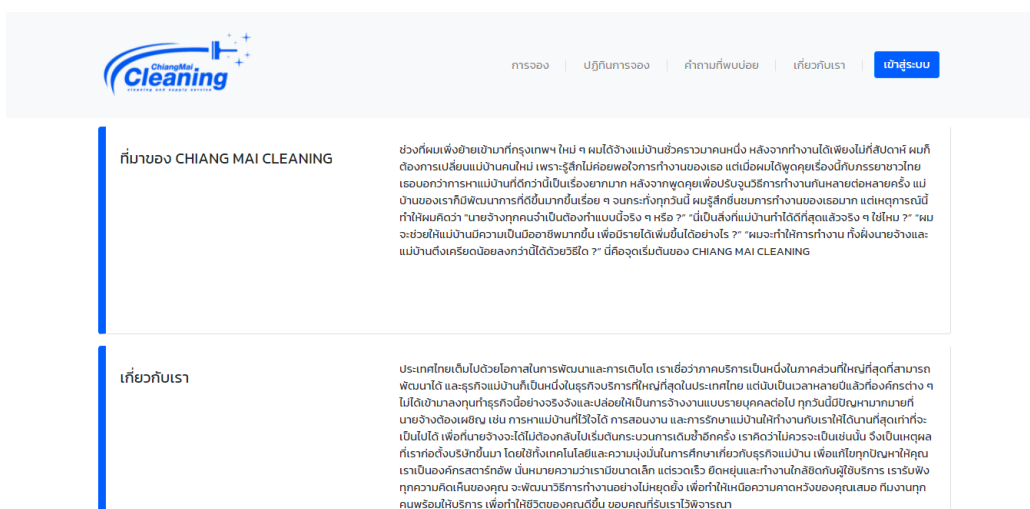 ChiangMai
Cleaning
cleaning and supply service
การจอง
ปฏิทินการจอง
คำถามที่พบบ่อย
เกี่ยวกับเรา
เข้าสู่ระบบ
ที่มาของ CHIANG MAI CLEANING
ช่วงที่ผมเพิ่งย้ายเข้ามาที่กรุงเทพฯ ใหม่ ๆ ผมได้จ้างแม่บ้านชั่วคราวมาคนหนึ่ง หลังจากทำงานได้เพียงไม่กี่สัปดาห์ ผมก็
ต้องการเปลี่ยนแม่บ้านคนใหม่ เพราะรู้สึกไม่ค่อยพอใจการทำงานของเธอ แต่เมื่อผมได้พูดคุยเรื่องนี้กับภรรยาชาวไทย
เธอบอกว่าการหาแม่บ้านที่ดีกว่านี้เป็นเรื่องยากมาก หลังจากพูดคุยเพื่อปรับจูนวิธีการทำงานกันหลายต่อหลายครั้ง แม่
บ้านของเราก็มีพัฒนาการที่ดีขึ้นมากขึ้นเรื่อย ๆ จนกระทั่งทุกวันนี้ ผมรู้สึกชื่นชมการทำงานของเธอมาก แต่เหตุการณ์นี้
ทำให้ผมคิดว่า "นายจ้างทุกคนจำเป็นต้องทำแบบนี้จริง ๆ หรือ ?" "นี่เป็นสิ่งที่แม่บ้านทำได้ดีที่สุดแล้วจริง ๆ ใช่ไหม ?" "ผม
จะช่วยให้แม่บ้านมีความเป็นมืออาชีพมากขึ้น เพื่อมีรายได้เพิ่มขึ้นได้อย่างไร ?" "ผมจะทำให้การทำงาน ทั้งฝั่งนายจ้างและ
แม่บ้านตึงเครียดน้อยลงกว่านี้ได้ด้วยวิธีใด ?" นี่คือจุดเริ่มต้นของ CHIANG MAI CLEANING
เกี่ยวกับเรา
ประเทศไทยเต็มไปด้วยโอกาสในการพัฒนาและการเติบโต เราเชื่อว่าภาคบริการเป็นหนึ่งในภาคส่วนที่ใหญ่ที่สุดที่สามารถ
พัฒนาได้ และธุรกิจแม่บ้านก็เป็นหนึ่งในธุรกิจบริการที่ใหญ่ที่สุดในประเทศไทย แต่นับเป็นเวลาหลายปีแล้วที่องค์กรต่าง ๆ
ไม่ได้เข้ามาลงทุนทำธุรกิจนี้อย่างจริงจังและปล่อยให้เป็นการจ้างงานแบบรายบุคคลต่อไป ทุกวันนี้มีปัญหามากมายที่
นายจ้างต้องเผชิญ เช่น การหาแม่บ้านที่ไว้ใจได้ การสอนงาน และการรักษาแม่บ้านให้ทำงานกับเราให้ได้นานที่สุดเท่าที่จะ
เป็นไปได้ เพื่อที่นายจ้างจะได้ไม่ต้องกลับไปเริ่มต้นกระบวนการเดิมซ้ำอีกครั้ง เราคิดว่าไม่ควรจะเป็นเช่นนั้น จึงเป็นเหตุผล
ที่เราก่อตั้งบริษัทขึ้นมา โดยใช้ทั้งเทคโนโลยีและความมุ่งมั่นในการศึกษาเกี่ยวกับธุรกิจแม่บ้าน เพื่อแก้ไขทุกปัญหาให้คุณ
เราเป็นองค์กรสตาร์ทอัพ นั่นหมายความว่าเรามีขนาดเล็ก แต่รวดเร็ว ยืดหยุ่นและทำงานใกล้ชิดกับผู้ใช้บริการ เรารับฟัง
ทุกความคิดเห็นของคุณ จะพัฒนาวิธีการทำงานอย่างไม่หยุดยั้ง เพื่อทำให้เหนือความคาดหวังของคุณเสมอ ทีมงานทุก
คนพร้อมให้บริการ เพื่อทำให้ชีวิตของคุณดีขึ้น ขอบคุณที่รับเราไว้พิจารณา